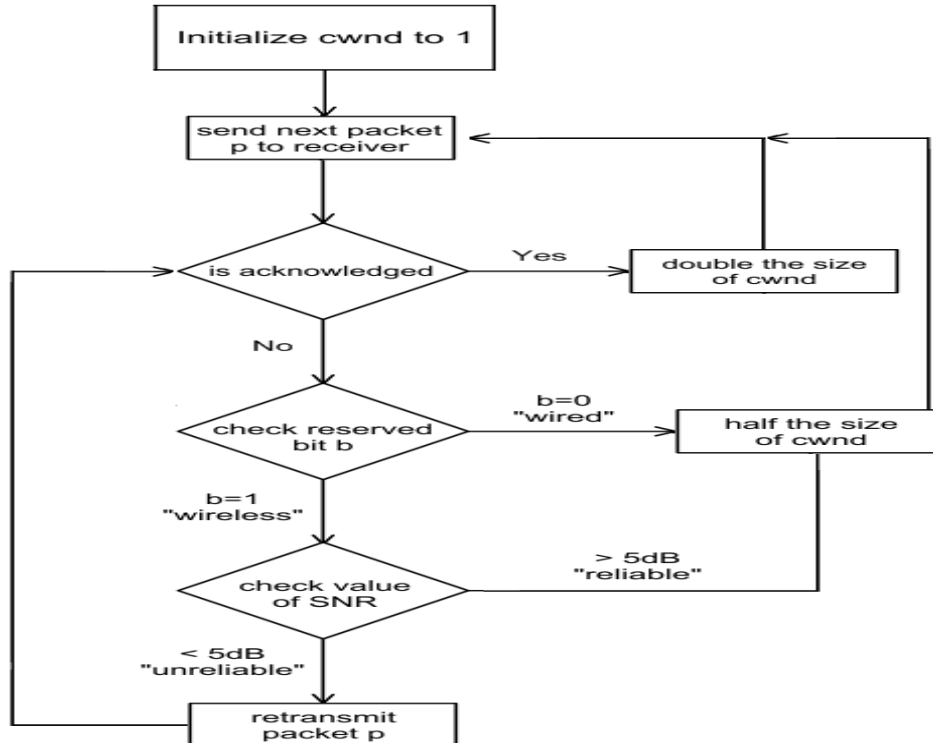 Initialize cwnd to 1
send next packet
p to receiver
is acknowledged
Yes
double the size
of cwnd
No
check reserved
bit b
b=0
"wired"
half the size
of cwnd
b=1
"wireless"
check value
of SNR
> 5dB
"reliable"
< 5dB
"unreliable"
retransmit
packet p